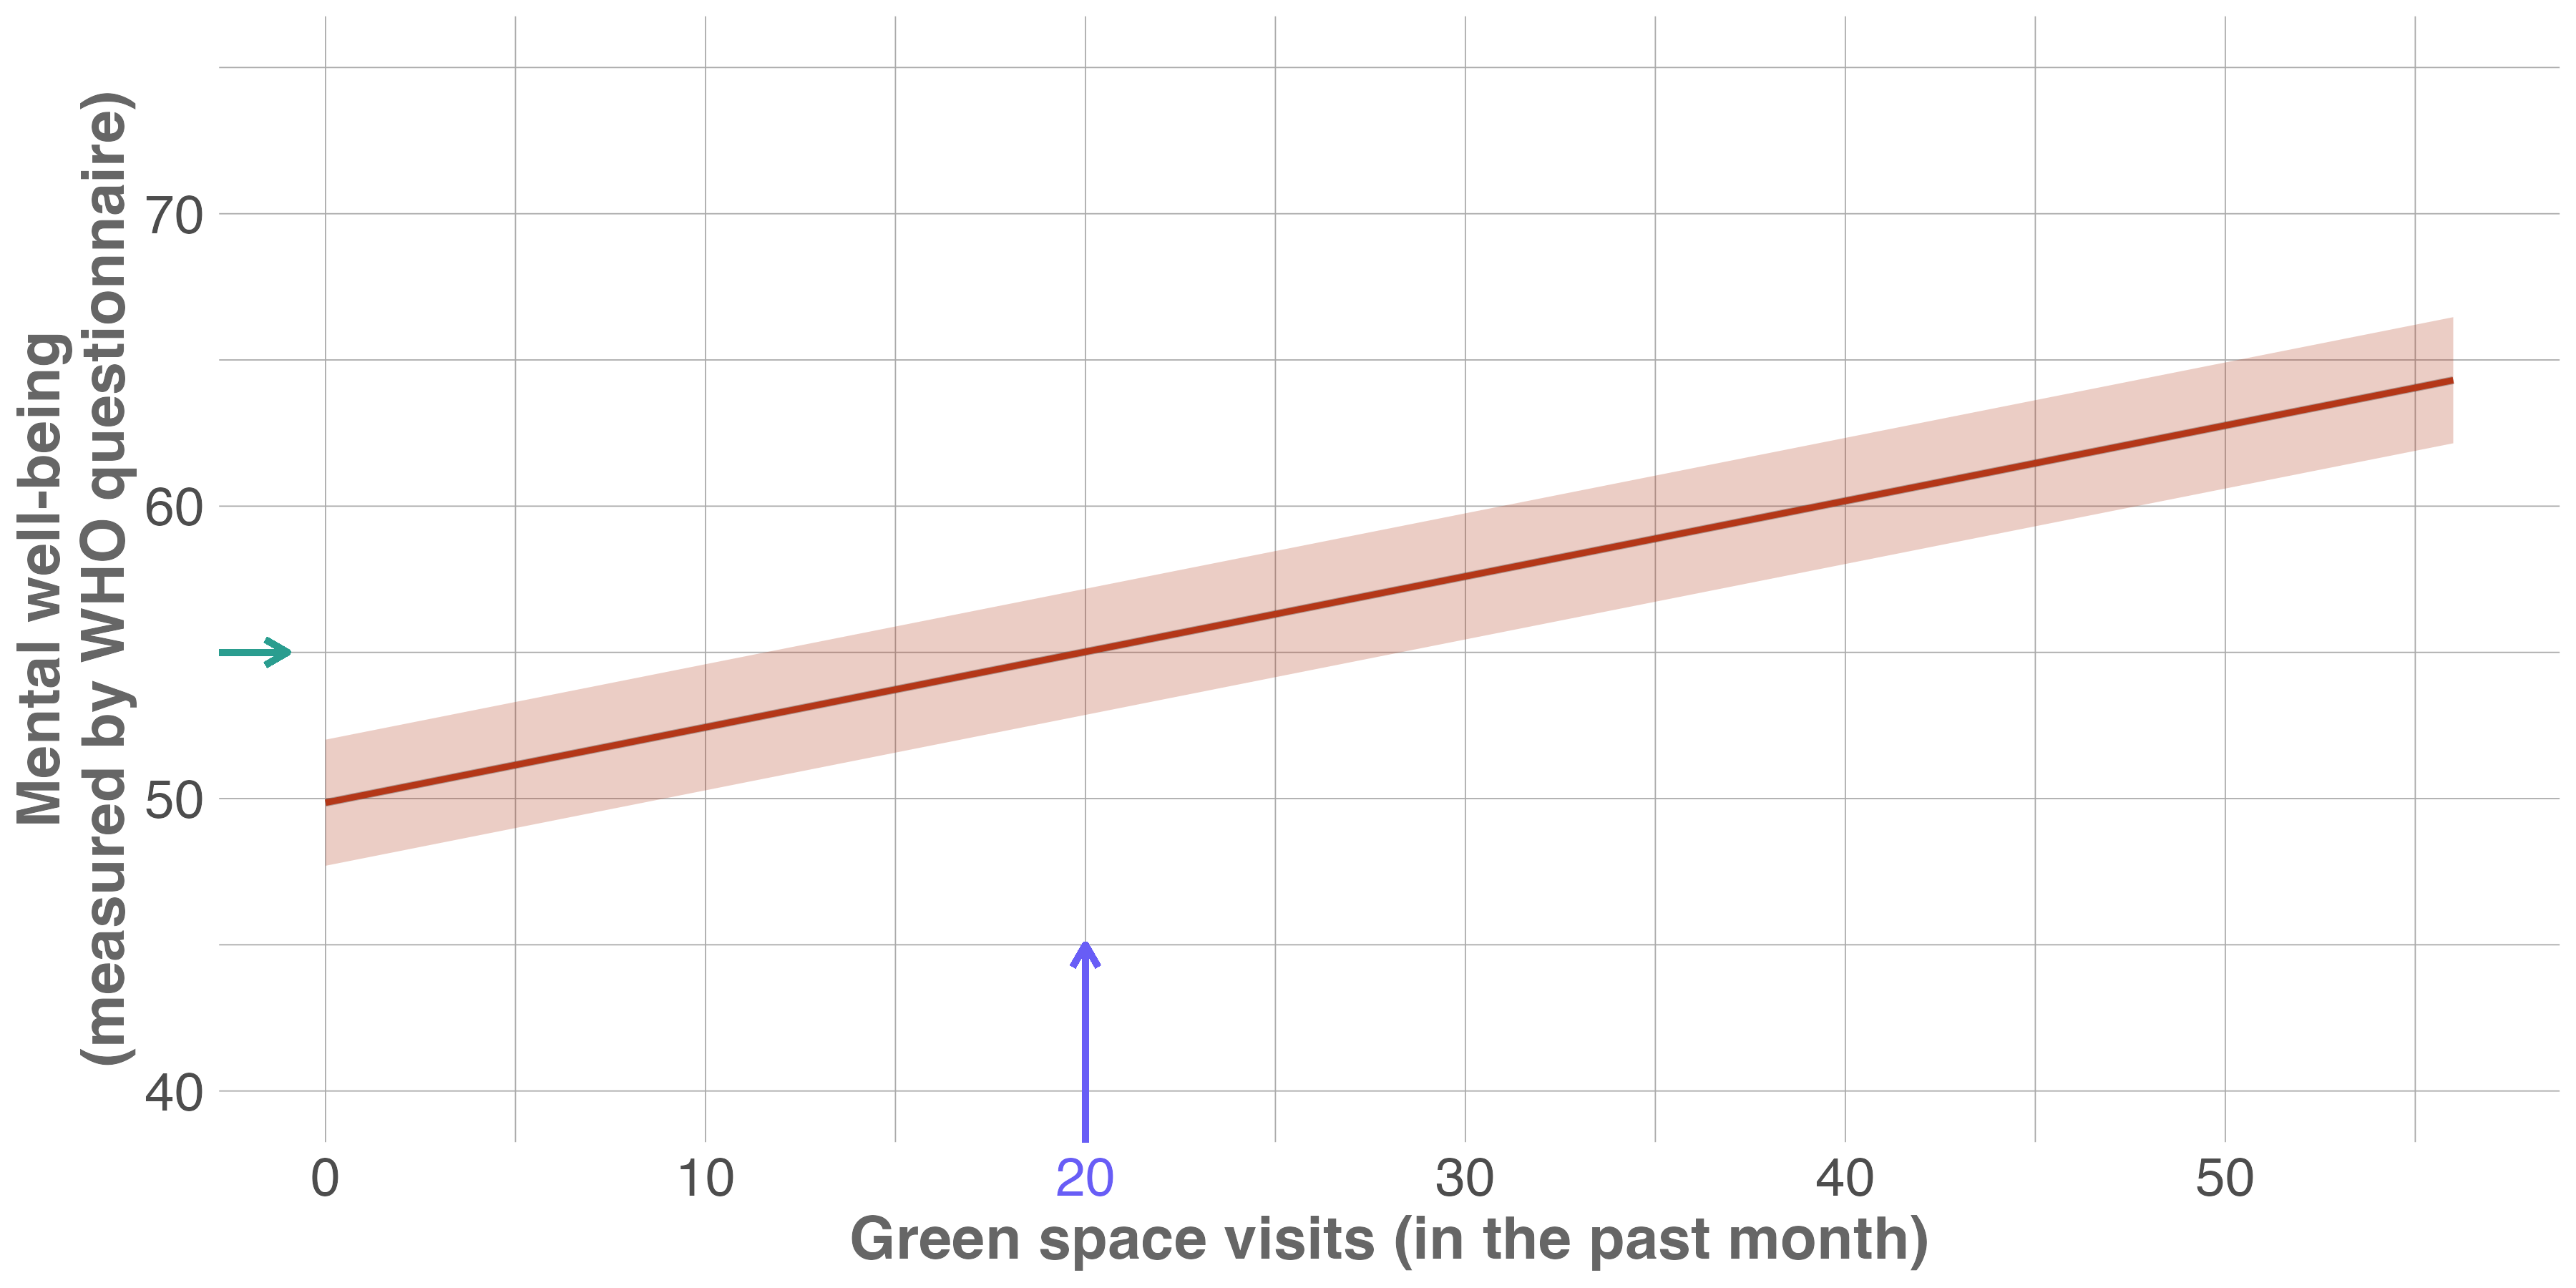 Mental well-being
(measured by WHO questionnaire)
70
60
50
40
0 10 20 30 40 50
Green space visits (in the past month)